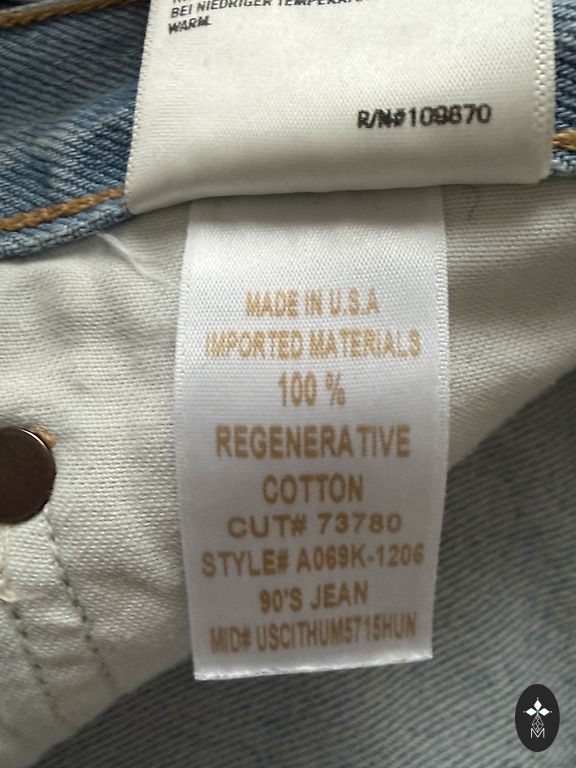 BEI NIEDRIGER TEMPERATUR
WARM.
R/N#109870
MADE IN U.S.A
IMPORTED MATERIALS
100 %
REGENERATIVE
COTTON
CUT# 73780
STYLE# A069K-1206
90'S JEAN
MID# USCITHUM5715HUN